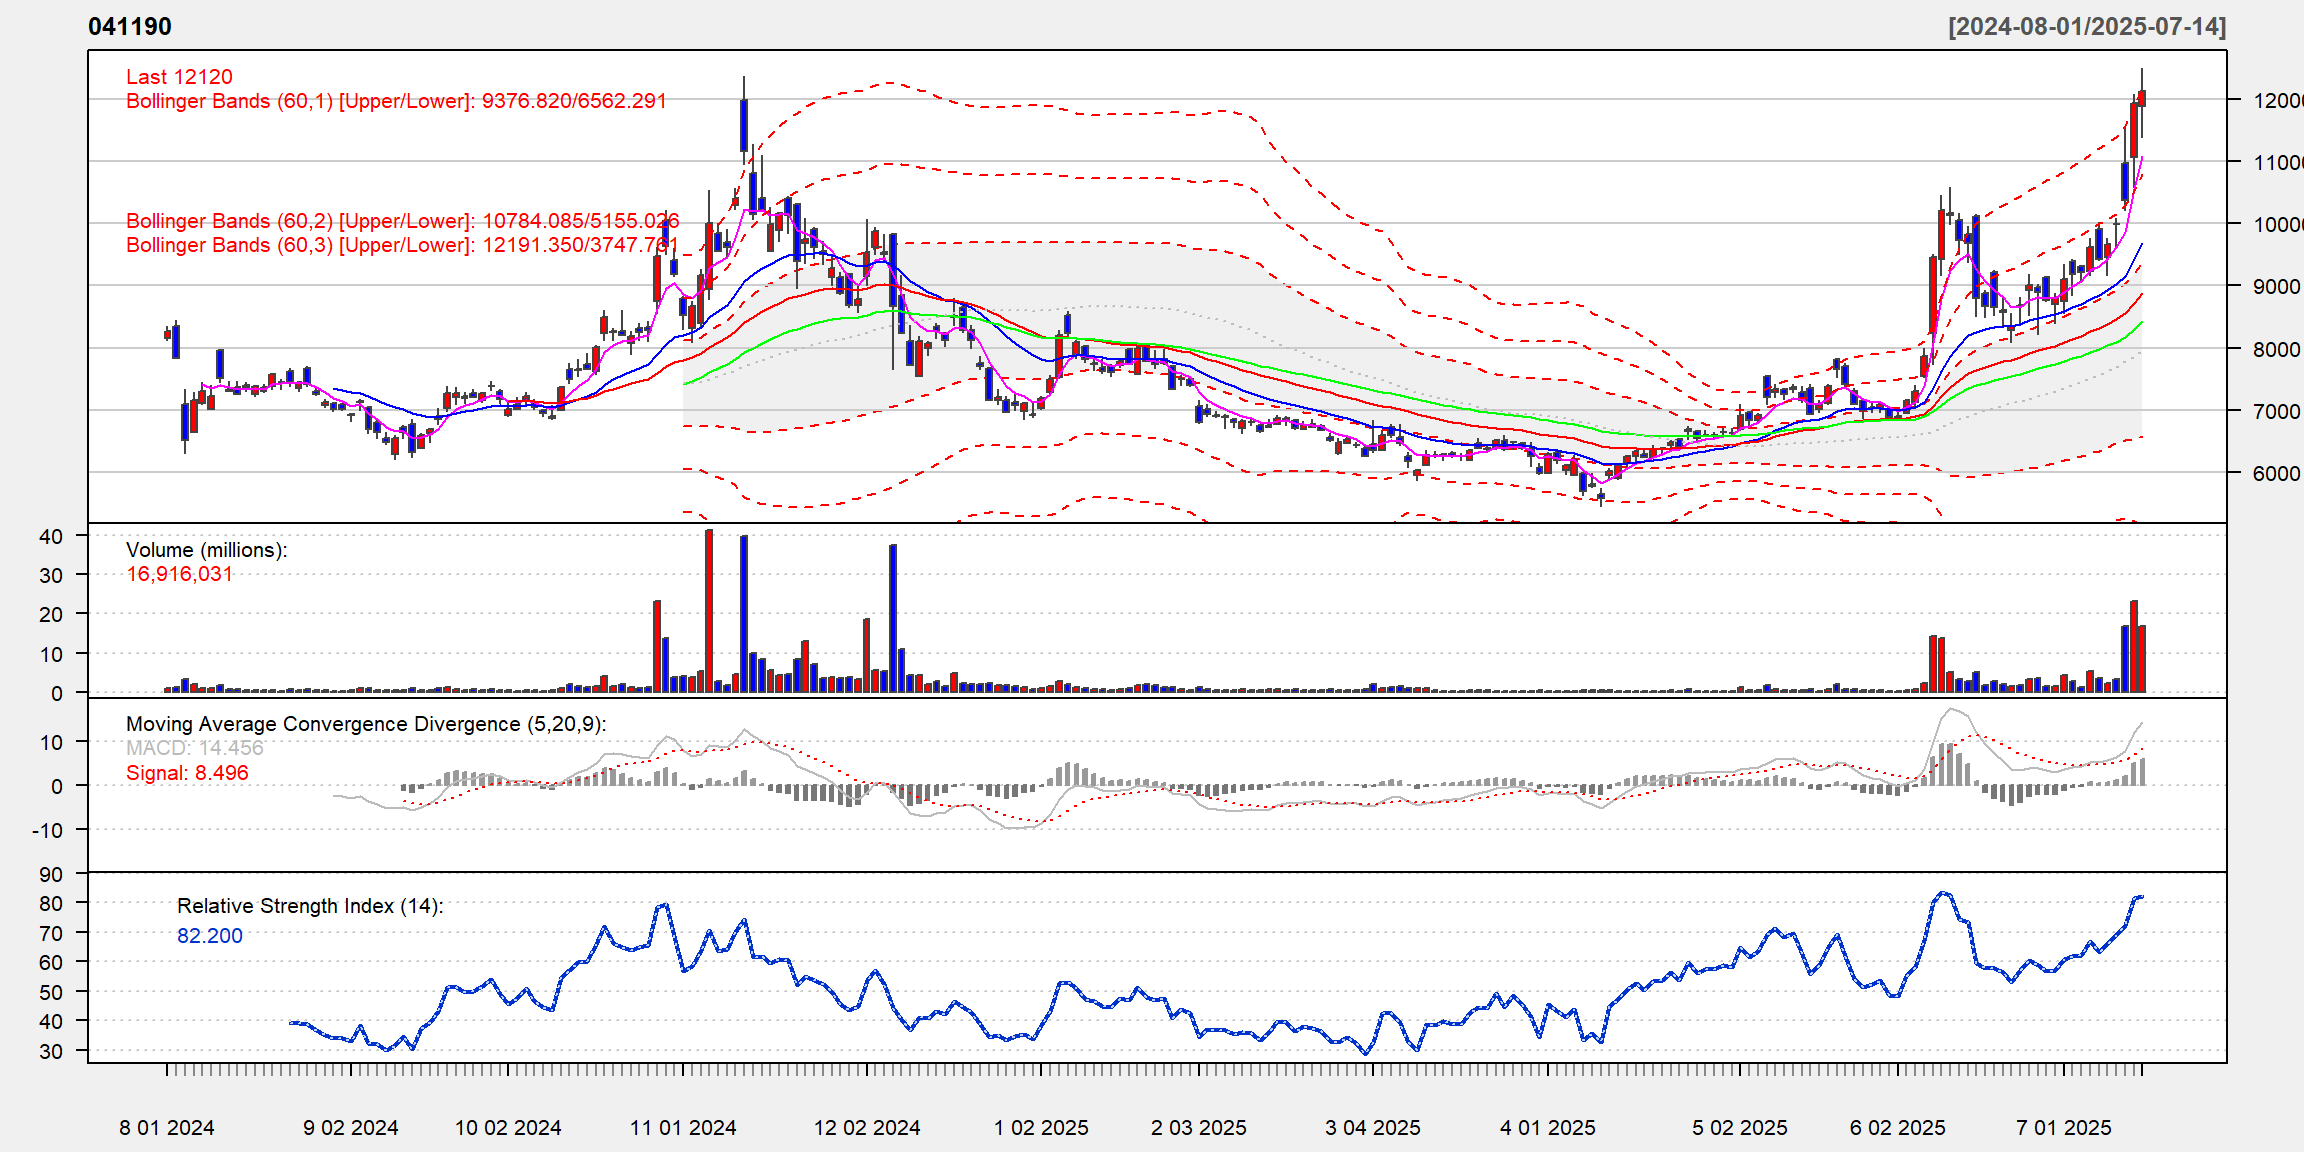 041190 [2024-08-01/2025-07-14]
Last 12120
Bollinger Bands (60,1) [Upper/Lower]: 9376.820/6562.291
Bollinger Bands (60,2) [Upper/Lower]: 10784.085/5155.026
Bollinger Bands (60,3) [Upper/Lower]: 12191.350/3747.761
12000
11000
10000
9000
8000
7000
6000
Volume (millions):
16,916,031
40
30
20
10
0
Moving Average Convergence Divergence (5,20,9):
MACD: 14.456
Signal: 8.496
10
0
-10
Relative Strength Index (14):
82.200
90
80
70
60
50
40
30
8 01 2024 9 02 2024 10 02 2024 11 01 2024 12 02 2024 1 02 2025 2 03 2025 3 04 2025 4 01 2025 5 02 2025 6 02 2025 7 01 2025